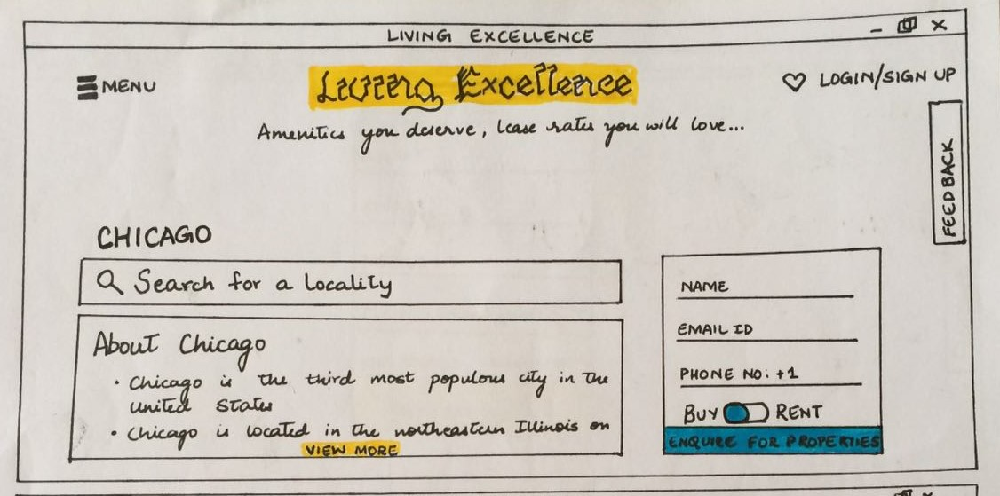 LIVING EXCELLENCE
MENU
Living Excellence
LOGIN/SIGN UP
Amenities you deserve, lease rates you will love...
FEEDBACK
CHICAGO
Search for a locality
About Chicago
• Chicago is the third most populous city in the
united states
• Chicago is located in the northeastern Illinois on
VIEW MORE
NAME
EMAIL ID
PHONE NO: +1
BUY RENT
ENQUIRE FOR PROPERTIES